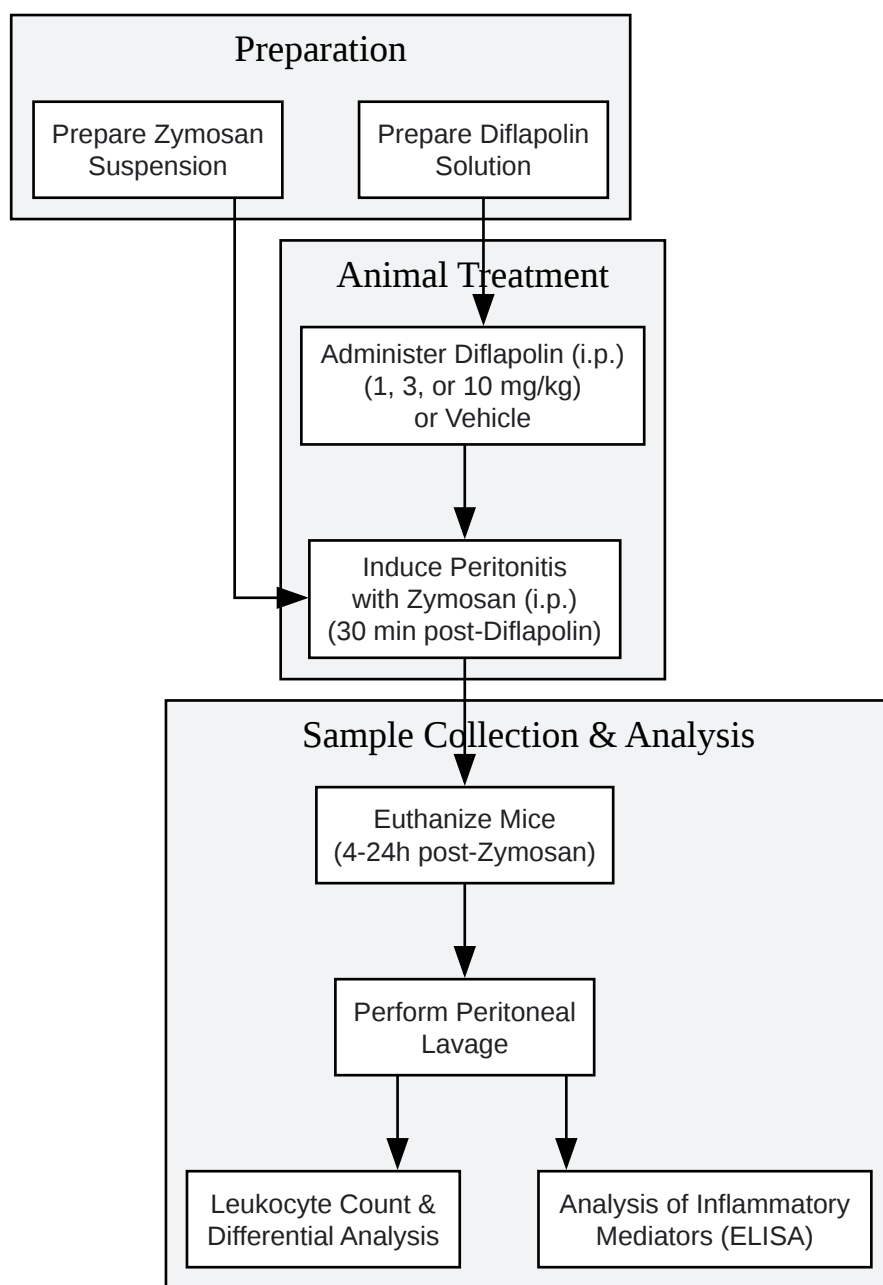 Preparation
Prepare Zymosan
Suspension
Prepare Diflapolin
Solution
Animal Treatment
Administer Diflapolin (i.p.)
(1, 3, or 10 mg/kg)
or Vehicle
Induce Peritonitis
with Zymosan (i.p.)
(30 min post-Diflapolin)
Sample Collection & Analysis
Euthanize Mice
(4-24h post-Zymosan)
Perform Peritoneal
Lavage
Leukocyte Count &
Differential Analysis
Analysis of Inflammatory
Mediators (ELISA)